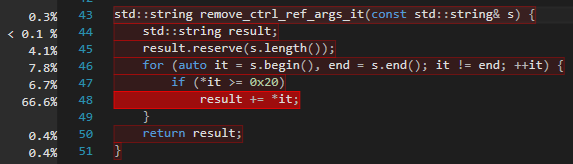 42
0.3% 43 std::string remove_ctrl_ref_args_it(const std::string& s) {
< 0.1 % 44 std::string result;
4.1% 45 result.reserve(s.length());
7.8% 46 for (auto it = s.begin(), end = s.end(); it != end; ++it) {
6.7% 47 if (*it >= 0x20)
66.6% 48 result += *it;
49 }
0.4% 50 return result;
0.4% 51 }